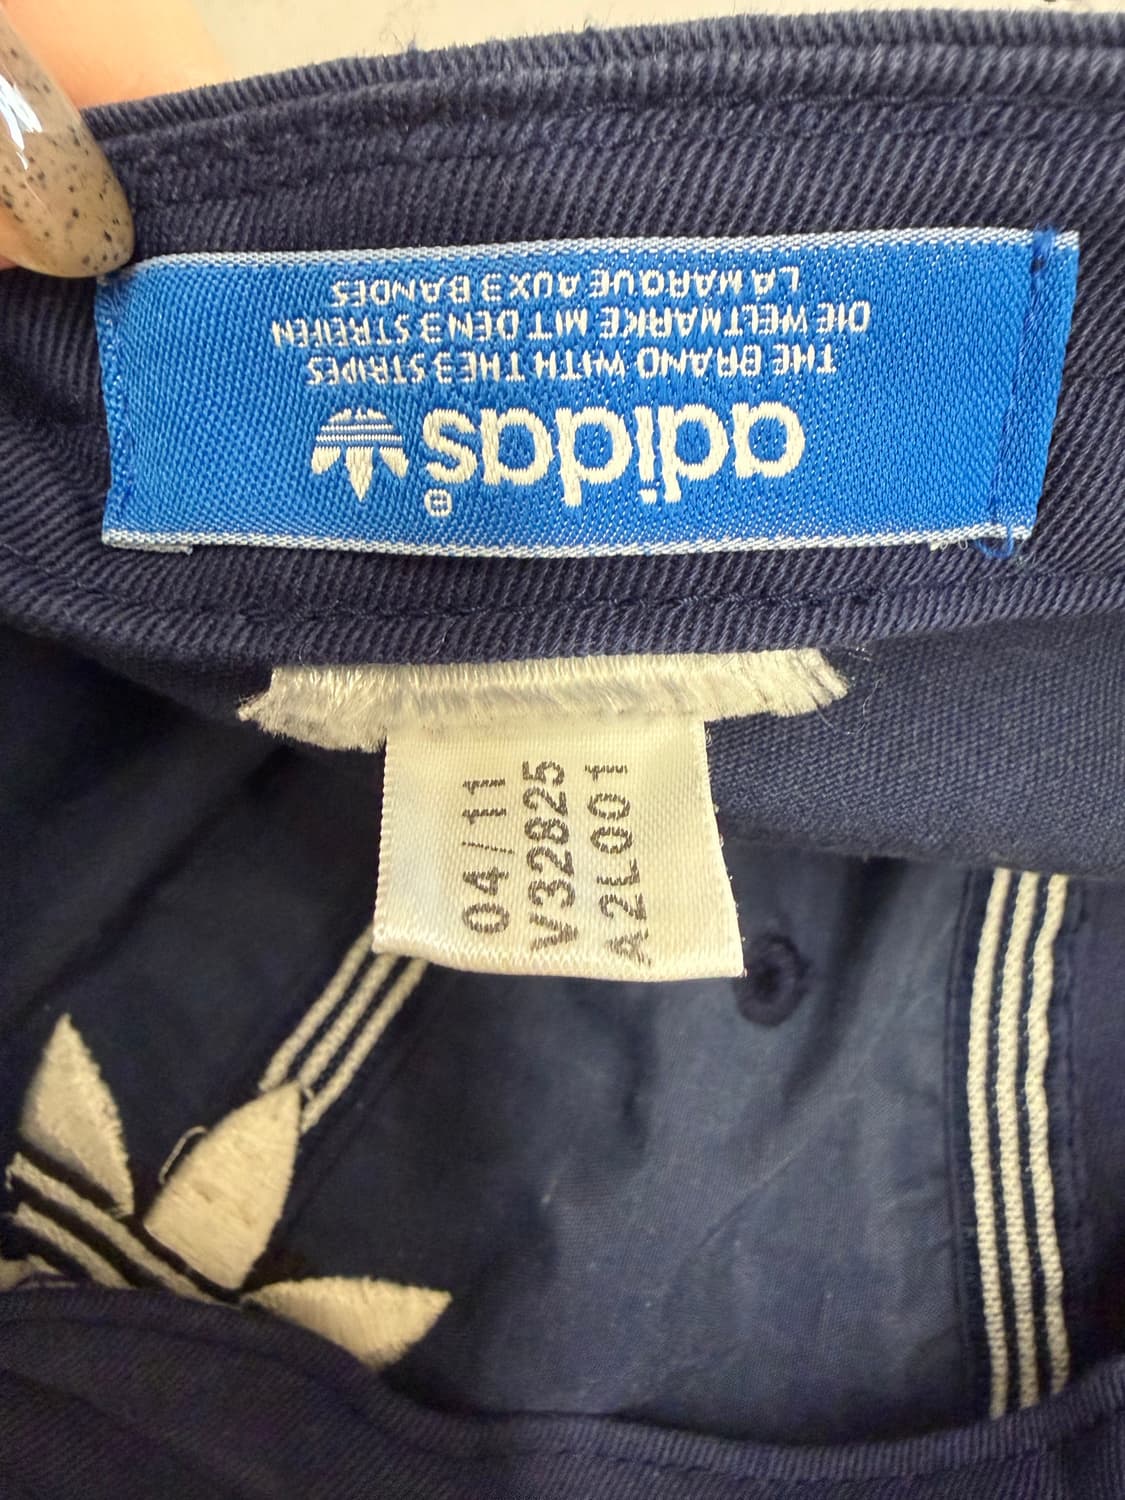 adidas®
THE BRAND WITH THE 3 STRIPES
DIE WELTMARKE MIT DEN 3 STREIFEN
LA MARQUE AUX 3 BANDES
04/11
V32825
A2L001